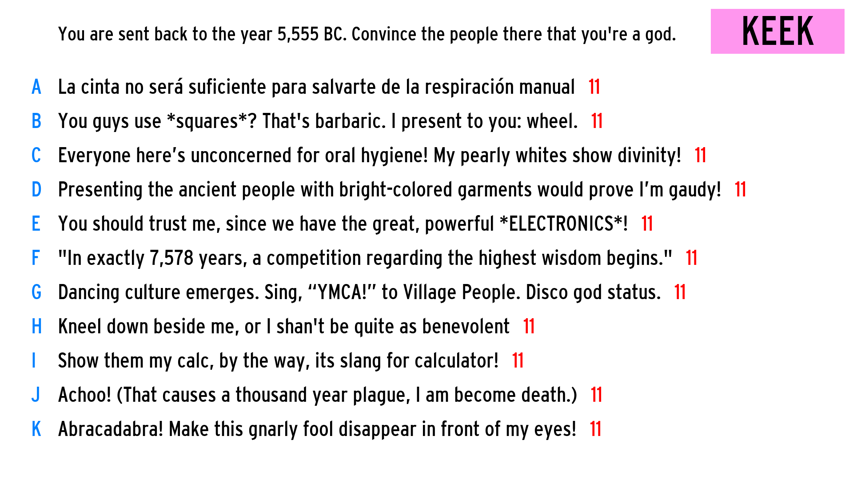 You are sent back to the year 5,555 BC. Convince the people there that you're a god.
KEEK
A La cinta no será suficiente para salvarte de la respiración manual 11
B You guys use *squares*? That's barbaric. I present to you: wheel. 11
C Everyone here’s unconcerned for oral hygiene! My pearly whites show divinity! 11
D Presenting the ancient people with bright-colored garments would prove I’m gaudy! 11
E You should trust me, since we have the great, powerful *ELECTRONICS*! 11
F "In exactly 7,578 years, a competition regarding the highest wisdom begins." 11
G Dancing culture emerges. Sing, “YMCA!” to Village People. Disco god status. 11
H Kneel down beside me, or I shan't be quite as benevolent 11
I Show them my calc, by the way, its slang for calculator! 11
J Achoo! (That causes a thousand year plague, I am become death.) 11
K Abracadabra! Make this gnarly fool disappear in front of my eyes! 11